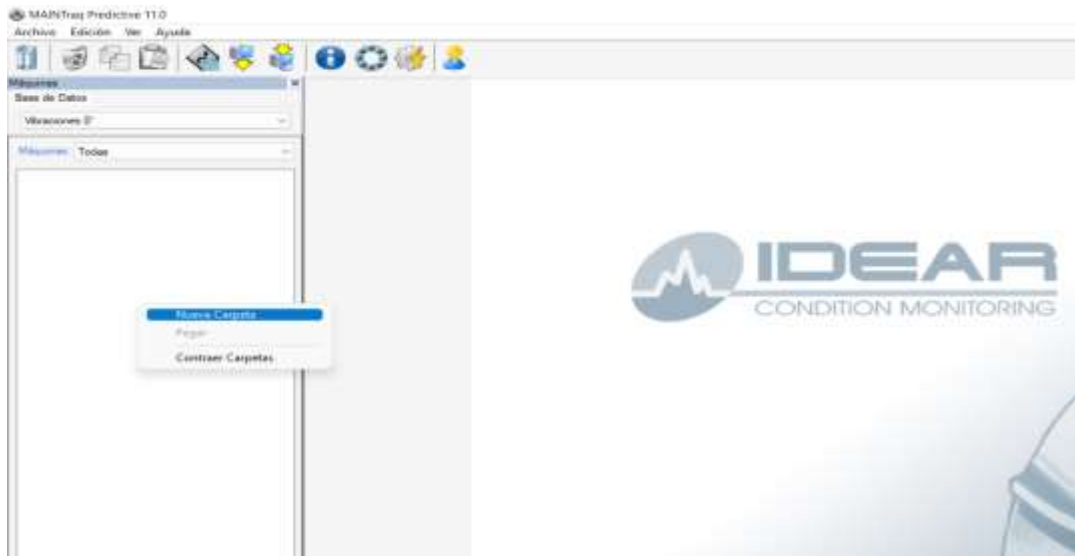 MAINTraq Predictive 11.0
Archivo Edición Ver Ayuda
Máquinas
Base de Datos
Vibraciones
Máquinas: Todas
IDEAR
CONDITION MONITORING
Nueva Carpeta
Pegar
Contraer Carpetas